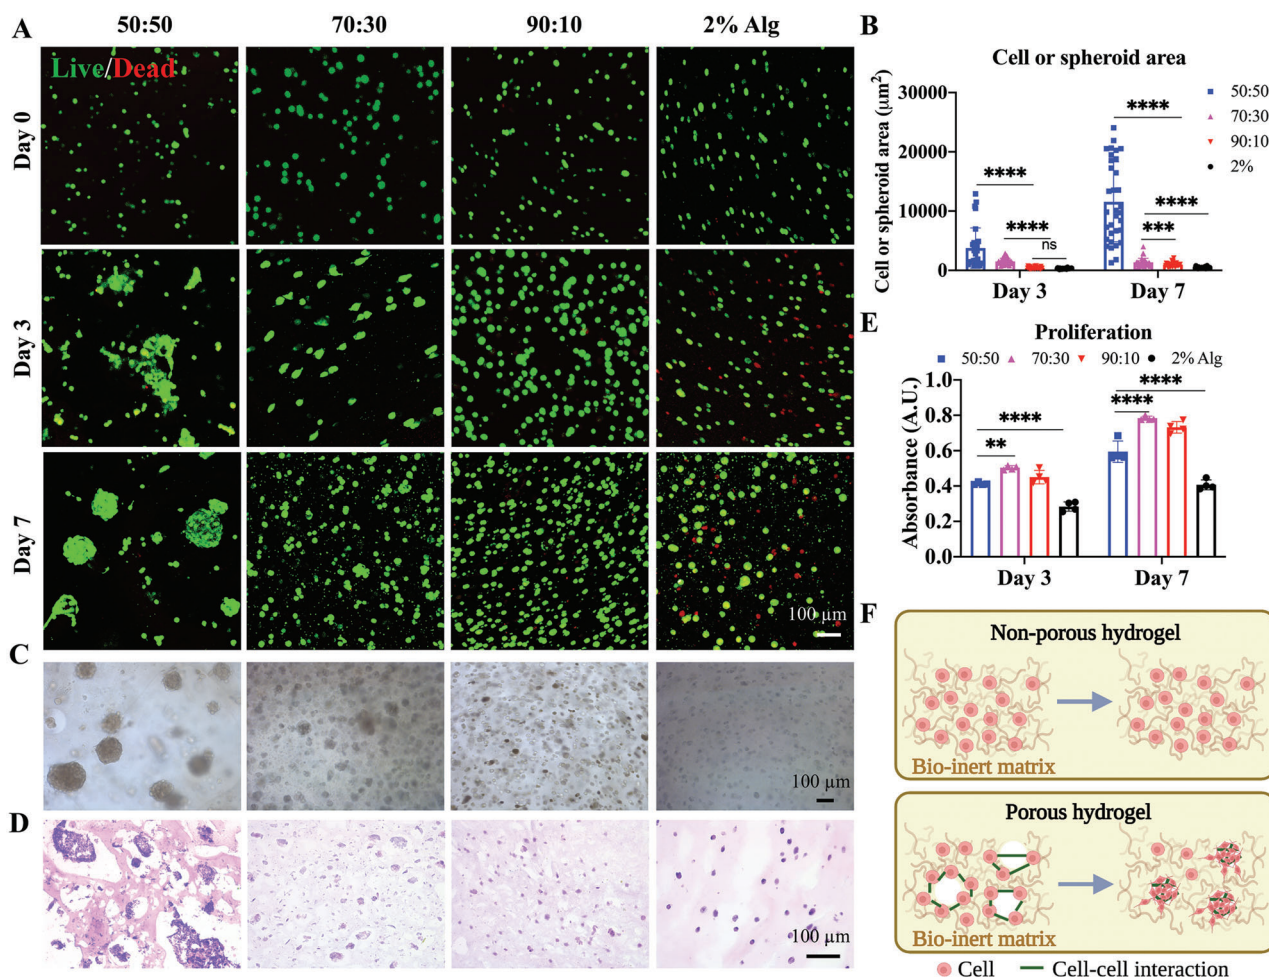 A
50:50
70:30
90:10
2% Alg
Live/Dead
Day 0
Day 3
Day 7
100 µm
C
100 µm
D
100 µm
B
Cell or spheroid area
Cell or spheroid area (µm²)
30000
20000
10000
0
50:50
70:30
90:10
2%
****
****
ns
****
****
***
Day 3
Day 7
E
Proliferation
50:50
70:30
90:10
2% Alg
Absorbance (A.U.)
1.0
0.8
0.6
0.4
0.2
0.0
****
**
****
****
Day 3
Day 7
F
Non-porous hydrogel
Bio-inert matrix
Porous hydrogel
Bio-inert matrix
Cell
Cell-cell interaction